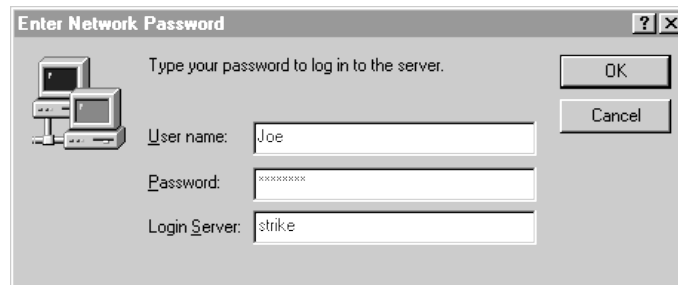 Enter Network Password
Type your password to log in to the server.
OK
Cancel
User name: Joe
Password: ********
Login Server: strike